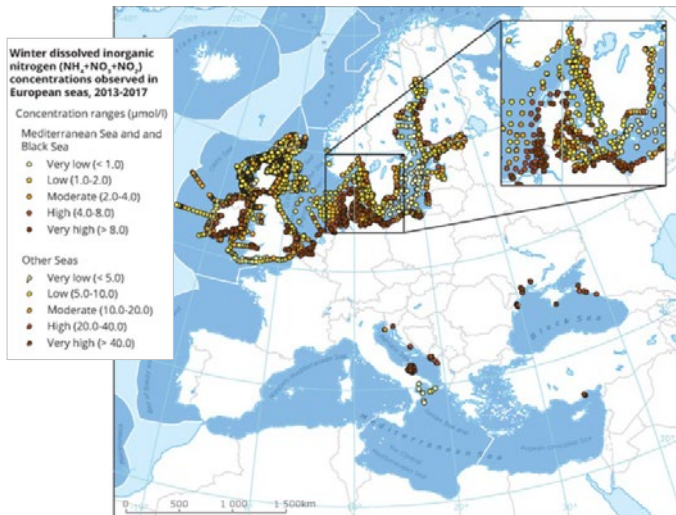 Winter dissolved inorganic
nitrogen (NH₄+NO₃+NO₂)
concentrations observed in
European seas, 2013-2017
Concentration ranges (µmol/l)
Mediterranean Sea and and
Black Sea
Very low (< 1.0)
Low (1.0-2.0)
Moderate (2.0-4.0)
High (4.0-8.0)
Very high (> 8.0)
Other Seas
Very low (< 5.0)
Low (5.0-10.0)
Moderate (10.0-20.0)
High (20.0-40.0)
Very high (> 40.0)
Black Sea
Mediterranean
0 500 1 000 1 500km